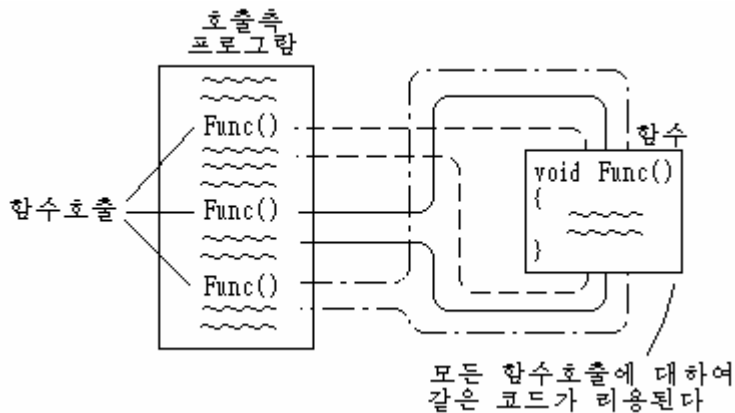 호출측
프로그람
Func()
함수
void Func()
{
함수호출
Func()
}
Func()
모든 함수호출에 대하여
같은 코드가 리용된다